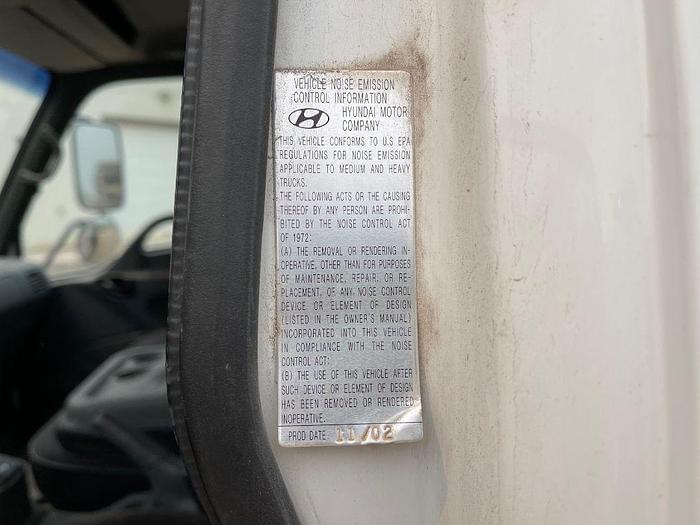 VEHICLE NOISE EMISSION
CONTROL INFORMATION
HYUNDAI MOTOR
COMPANY
THIS VEHICLE CONFORMS TO U.S EPA
REGULATIONS FOR NOISE EMISSION
APPLICABLE TO MEDIUM AND HEAVY
TRUCKS.
THE FOLLOWING ACTS OR THE CAUSING
THEREOF BY ANY PERSON ARE PROHI-
BITED BY THE NOISE CONTROL ACT
OF 1972:
(A) THE REMOVAL OR RENDERING IN-
OPERATIVE, OTHER THAN FOR PURPOSES
OF MAINTENANCE, REPAIR, OR RE-
PLACEMENT, OF ANY NOISE CONTROL
DEVICE OR ELEMENT OF DESIGN
(LISTED IN THE OWNER'S MANUAL)
INCORPORATED INTO THIS VEHICLE
IN COMPLIANCE WITH THE NOISE
CONTROL ACT:
(B) THE USE OF THIS VEHICLE AFTER
SUCH DEVICE OR ELEMENT OF DESIGN
HAS BEEN REMOVED OR RENDERED
INOPERATIVE.
PROD DATE 11/02